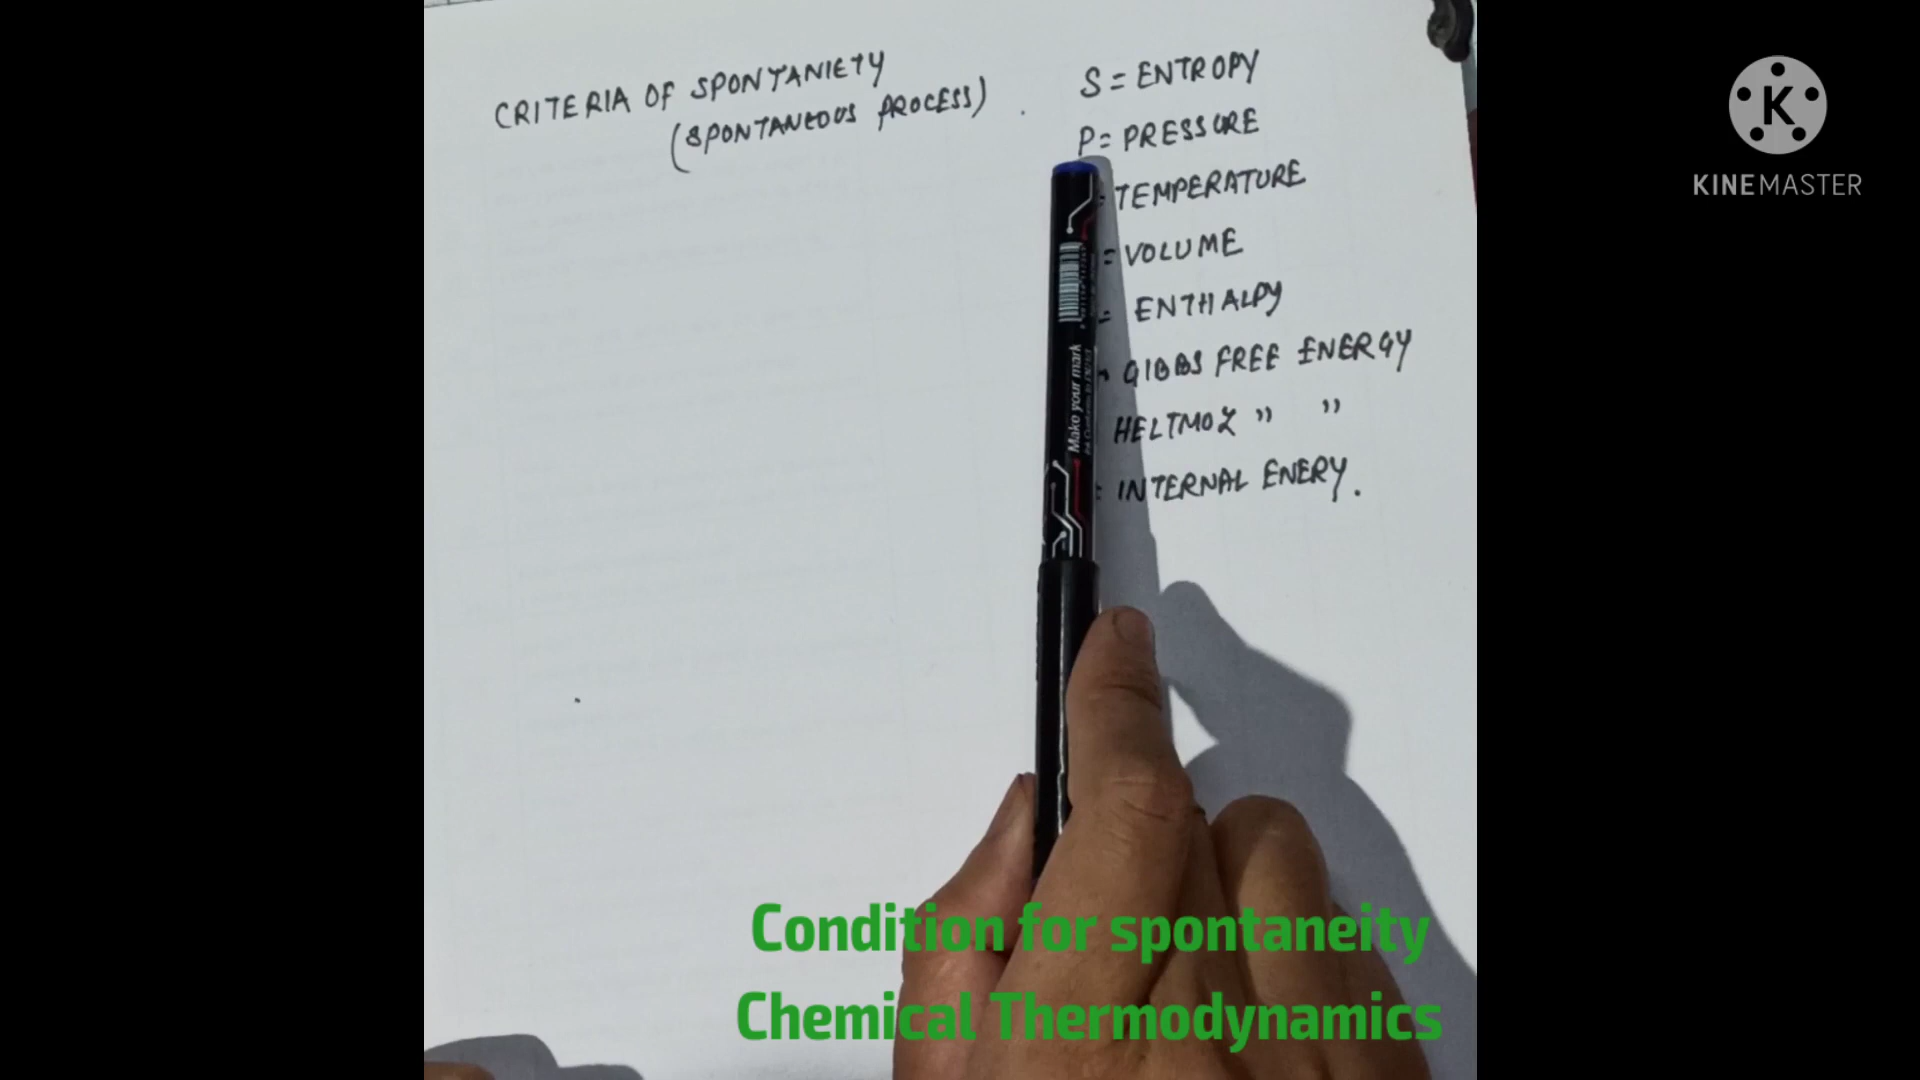 CRITERIA OF SPONTANIETY
(SPONTANEOUS PROCESS).
S = ENTROPY
P = PRESSURE
= TEMPERATURE
= VOLUME
= ENTHALPY
GIBBS FREE ENERGY
HELTMOZ " "
= INTERNAL ENERY.
Make your mark
K
KINEMASTER
Condition for spontaneity
Chemical Thermodynamics